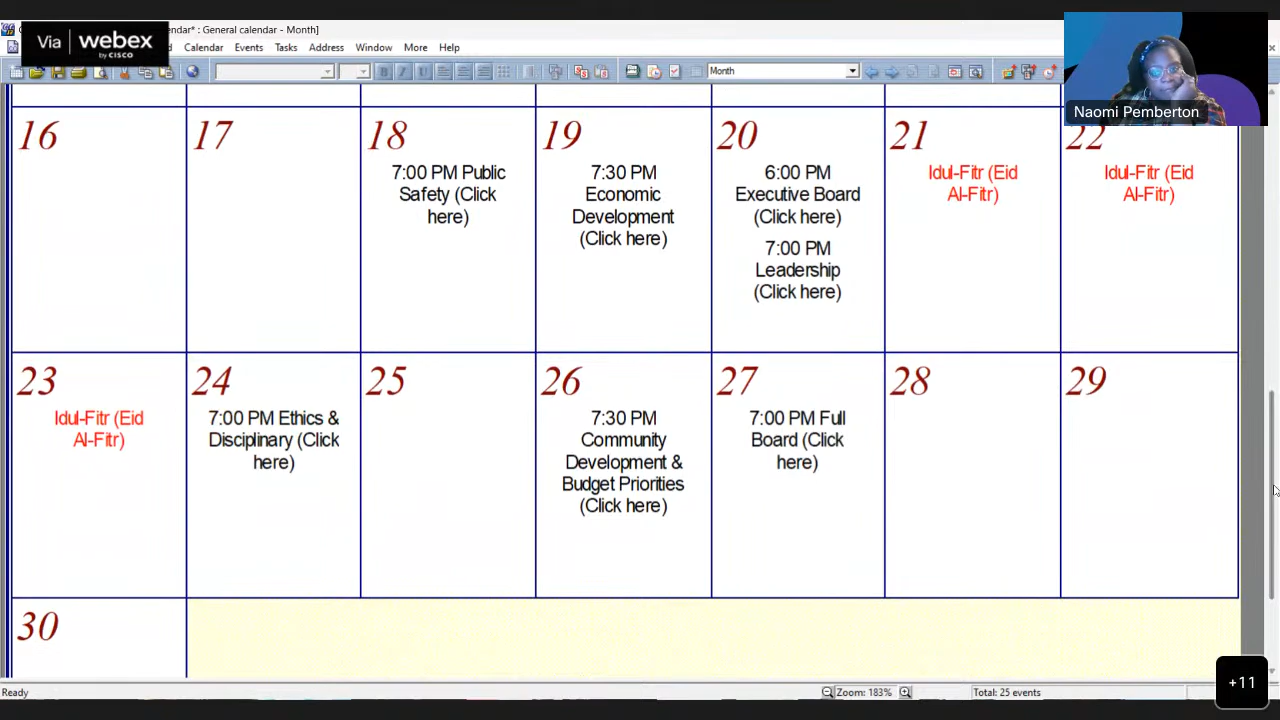 Via webex
by CISCO
endar* : General calendar - Month]
d Calendar Events Tasks Address Window More Help
Month
Naomi Pemberton
16 17 18 19 20 21 22
7:00 PM Public
Safety (Click
here)
7:30 PM
Economic
Development
(Click here)
6:00 PM
Executive Board
(Click here)
7:00 PM
Leadership
(Click here)
Idul-Fitr (Eid
Al-Fitr)
Idul-Fitr (Eid
Al-Fitr)
23 24 25 26 27 28 29
Idul-Fitr (Eid
Al-Fitr)
7:00 PM Ethics &
Disciplinary (Click
here)
7:30 PM
Community
Development &
Budget Priorities
(Click here)
7:00 PM Full
Board (Click
here)
30
Ready
Zoom: 183%
Total: 25 events
+11